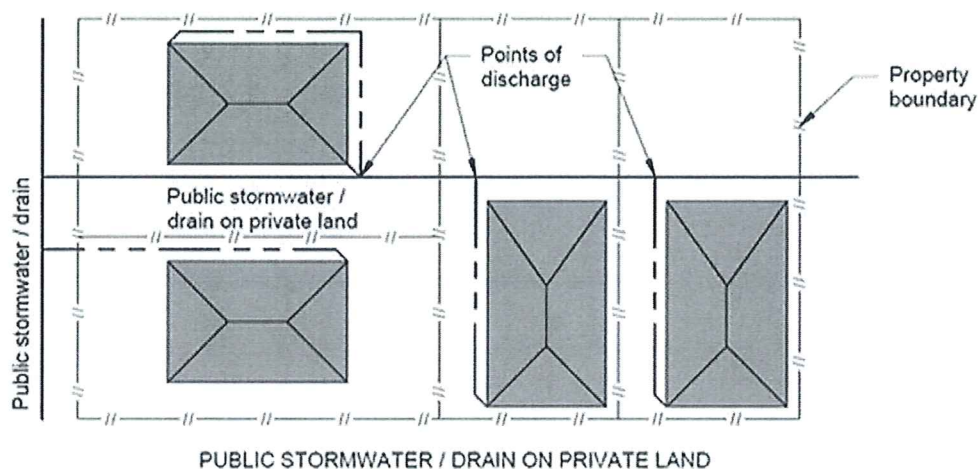 Points of
discharge
Property
boundary
Public stormwater /
drain on private land
Public stormwater / drain
PUBLIC STORMWATER / DRAIN ON PRIVATE LAND